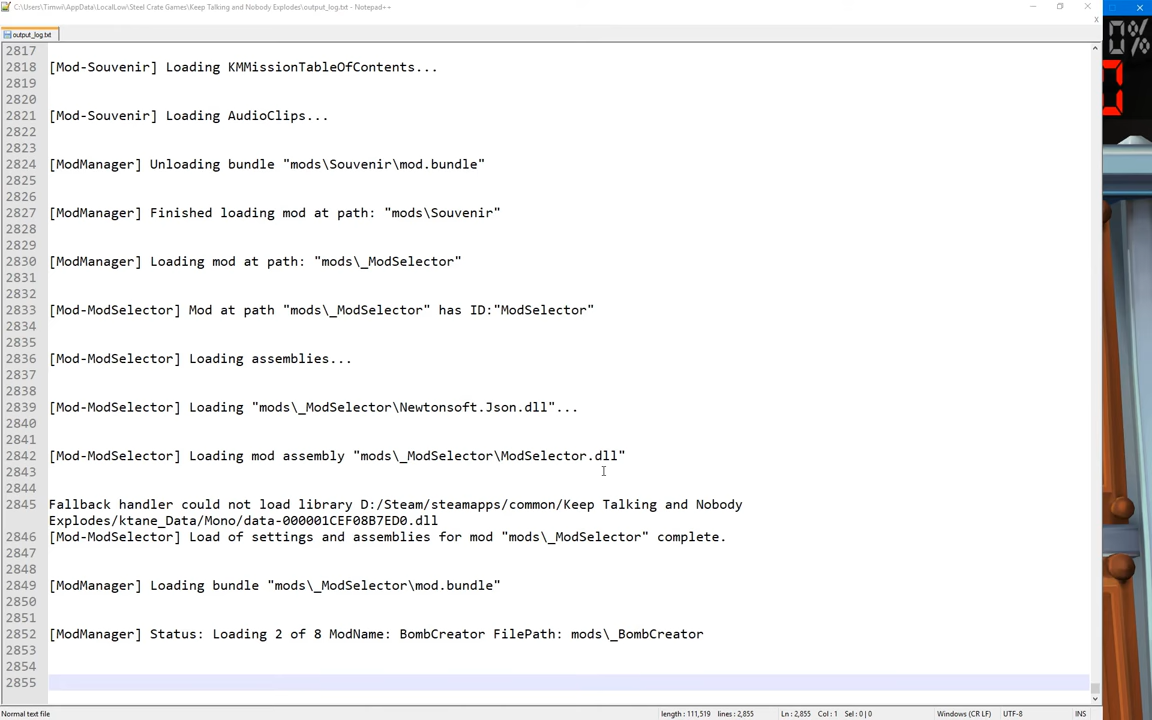 C:\Users\Timwi\AppData\LocalLow\Steel Crate Games\Keep Talking and Nobody Explodes\output_log.txt - Notepad++
output_log.txt
2817
2818 [Mod-Souvenir] Loading KMMissionTableOfContents...
2819
2820
2821 [Mod-Souvenir] Loading AudioClips...
2822
2823
2824 [ModManager] Unloading bundle "mods\Souvenir\mod.bundle"
2825
2826
2827 [ModManager] Finished loading mod at path: "mods\Souvenir"
2828
2829
2830 [ModManager] Loading mod at path: "mods\_ModSelector"
2831
2832
2833 [Mod-ModSelector] Mod at path "mods\_ModSelector" has ID:"ModSelector"
2834
2835
2836 [Mod-ModSelector] Loading assemblies...
2837
2838
2839 [Mod-ModSelector] Loading "mods\_ModSelector\Newtonsoft.Json.dll"...
2840
2841
2842 [Mod-ModSelector] Loading mod assembly "mods\_ModSelector\ModSelector.dll"
2843
2844
2845 Fallback handler could not load library D:/Steam/steamapps/common/Keep Talking and Nobody
Explodes/ktane_Data/Mono/data-000001CEF08B7ED0.dll
2846 [Mod-ModSelector] Load of settings and assemblies for mod "mods\_ModSelector" complete.
2847
2848
2849 [ModManager] Loading bundle "mods\_ModSelector\mod.bundle"
2850
2851
2852 [ModManager] Status: Loading 2 of 8 ModName: BombCreator FilePath: mods\_BombCreator
2853
2854
2855
Normal text file length : 111,519 lines : 2,855 Ln : 2,855 Col : 1 Sel : 0 | 0 Windows (CR LF) UTF-8 INS
0%